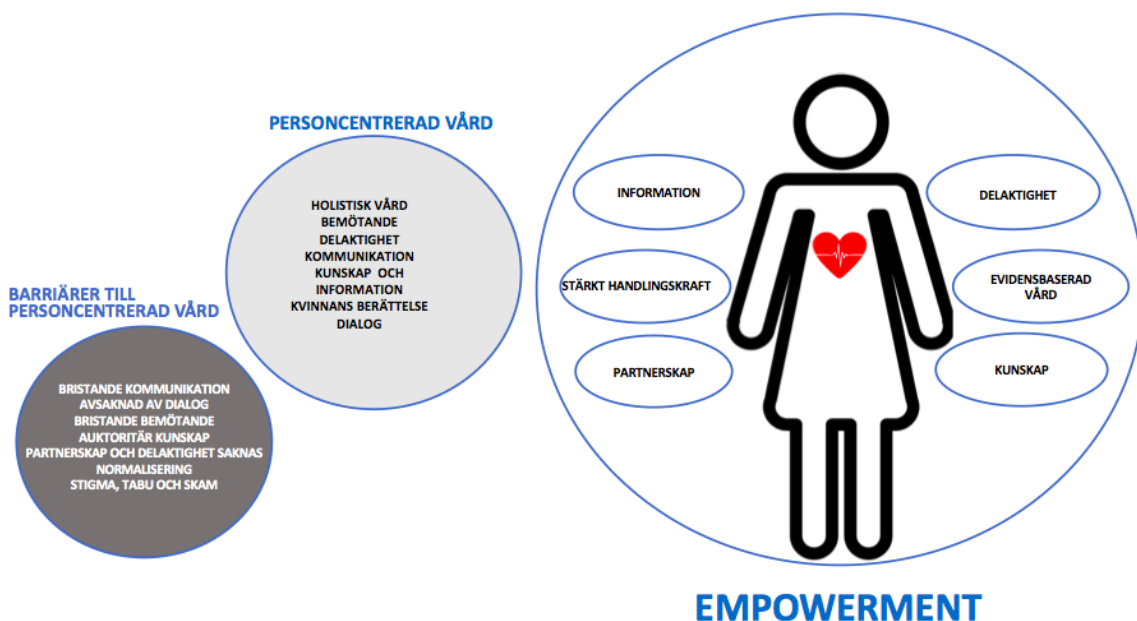 BARRIÄRER TILL
PERSONCENTRERAD VÅRD
BRISTANDE KOMMUNIKATION
AVSAKNAD AV DIALOG
BRISTANDE BEMÖTANDE
AUKTORITÄR KUNSKAP
PARTNERSKAP OCH DELAKTIGHET SAKNAS
NORMALISERING
STIGMA, TABU OCH SKAM
PERSONCENTRERAD VÅRD
HOLISTISK VÅRD
BEMÖTANDE
DELAKTIGHET
KOMMUNIKATION
KUNSKAP OCH
INFORMATION
KVINNANS BERÄTTELSE
DIALOG
INFORMATION
STÄRKT HANDLINGSKRAFT
PARTNERSKAP
DELAKTIGHET
EVIDENSBASERAD
VÅRD
KUNSKAP
EMPOWERMENT